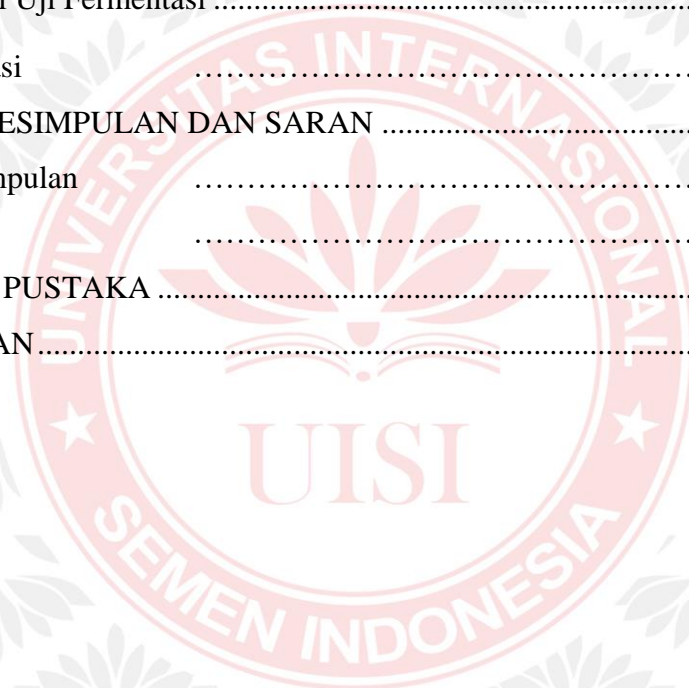 Uji Fermentasi ........................................................................
si ………………………………………………
ESIMPULAN DAN SARAN ..............................................
mpulan ………………………………………………
………………………………………………
PUSTAKA ................................................................................
AN....................................................................................................
UNIVERSITAS INTERNASIONAL
UISI
SEMEN INDONESIA